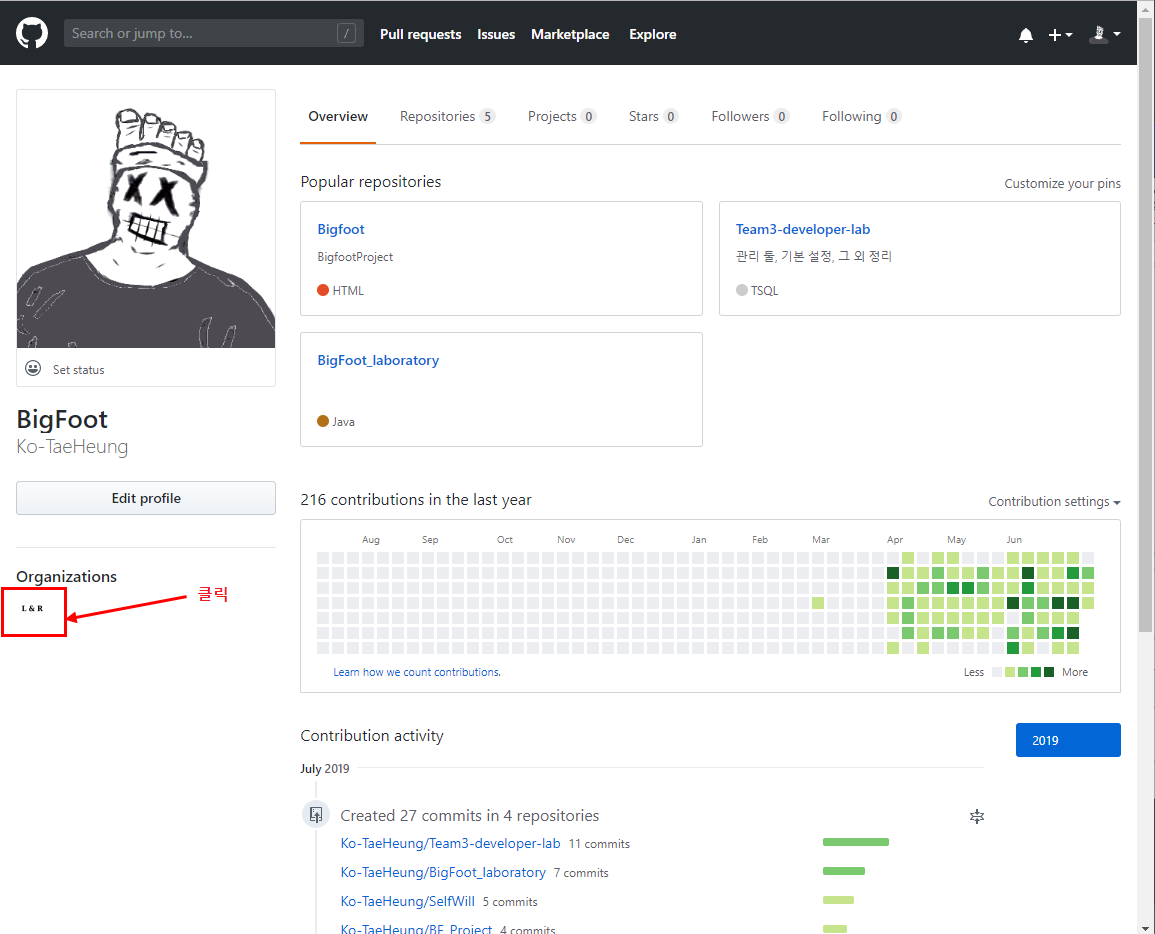 Search or jump to...
/
Pull requests
Issues
Marketplace
Explore
Overview
Repositories 5
Projects 0
Stars 0
Followers 0
Following 0
Popular repositories
Customize your pins
Bigfoot
BigfootProject
HTML
Team3-developer-lab
관리 툴, 기본 설정, 그 외 정리
TSQL
BigFoot_laboratory
Java
Set status
BigFoot
Ko-TaeHeung
Edit profile
Organizations
L & R
클릭
216 contributions in the last year
Contribution settings
Aug Sep Oct Nov Dec Jan Feb Mar Apr May Jun
Learn how we count contributions.
Less More
Contribution activity
2019
July 2019
Created 27 commits in 4 repositories
Ko-TaeHeung/Team3-developer-lab 11 commits
Ko-TaeHeung/BigFoot_laboratory 7 commits
Ko-TaeHeung/SelfWill 5 commits
Ko-TaeHeung/BF_Project 4 commits